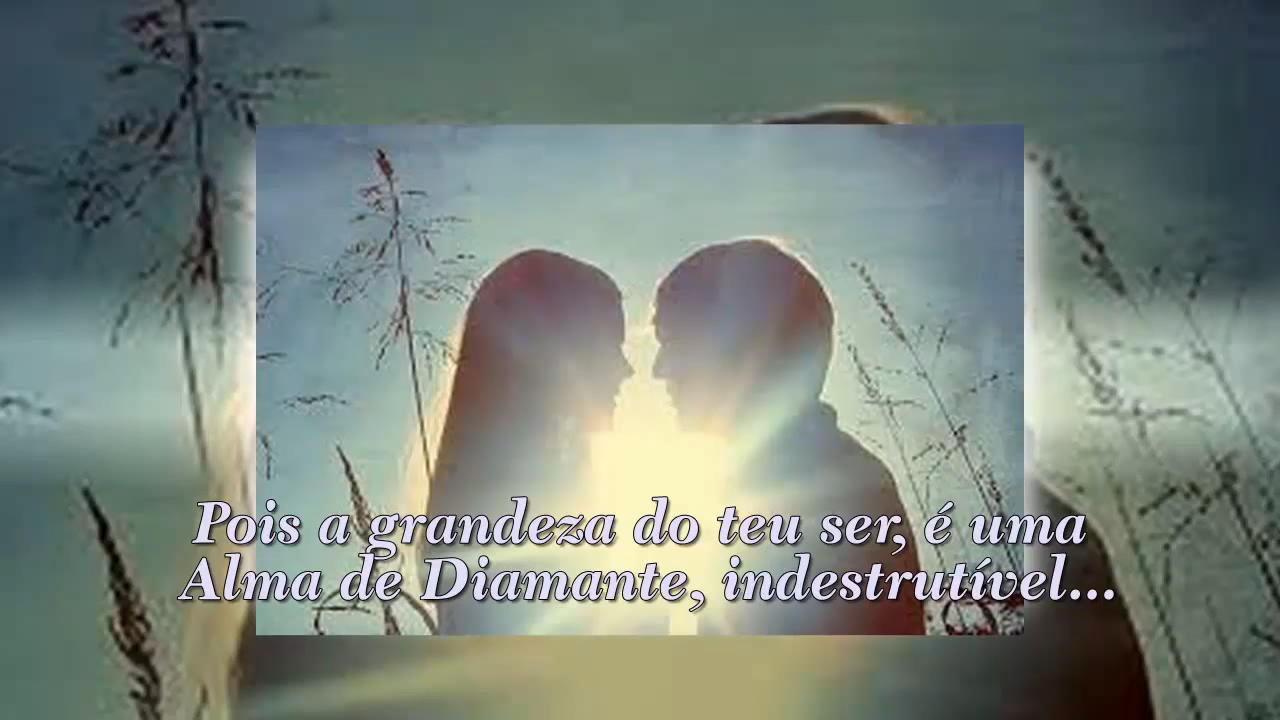 Pois a grandeza do teu ser, é uma
Alma de Diamante, indestrutível...